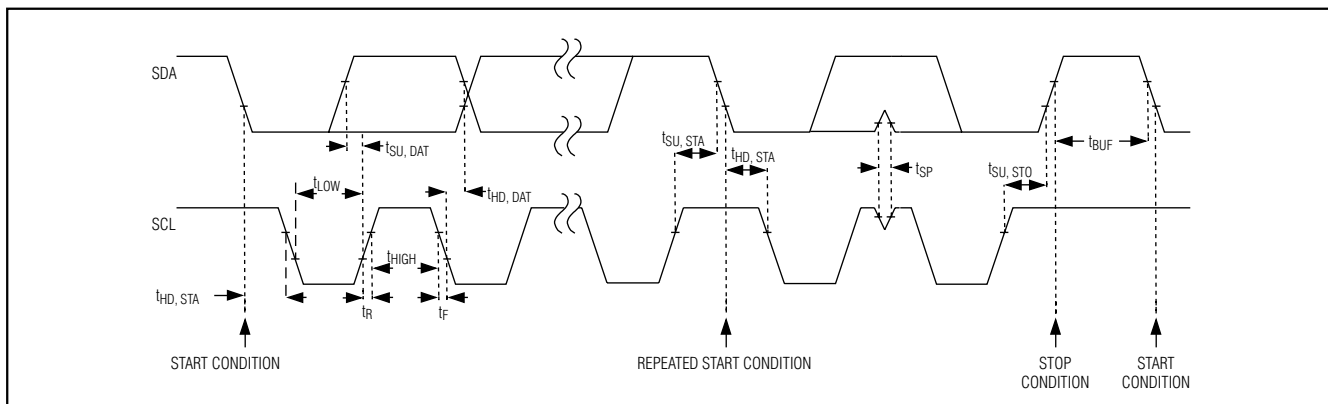 SDA
tSU, DAT
tLOW
tHD, DAT
tSU, STA
tHD, STA
tSP
tSU, STO
tBUF
SCL
tHIGH
tHD, STA
tR
tF
START CONDITION
REPEATED START CONDITION
STOP
CONDITION
START
CONDITION